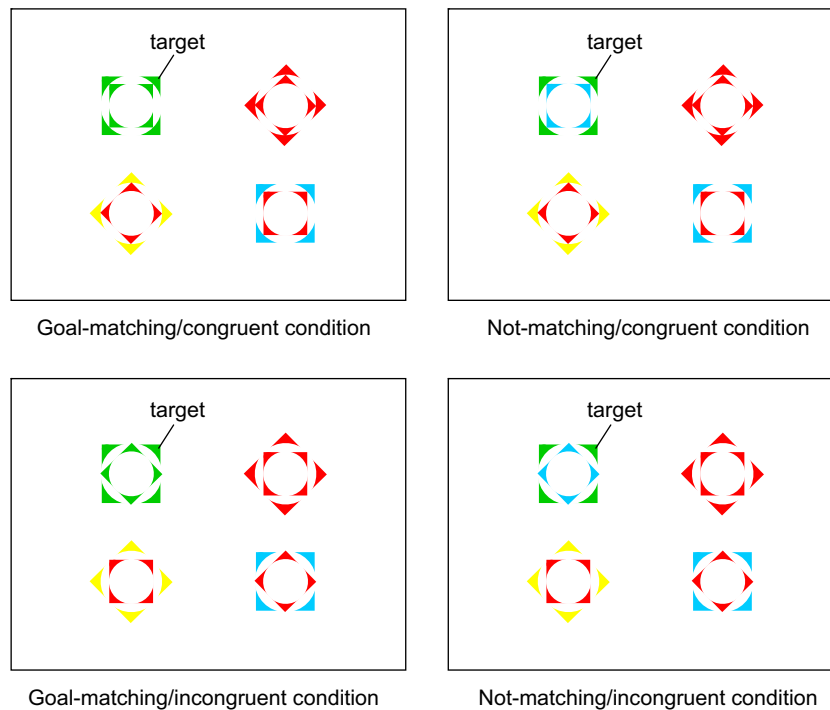 target
target
Goal-matching/congruent condition
Not-matching/congruent condition
target
target
Goal-matching/incongruent condition
Not-matching/incongruent condition